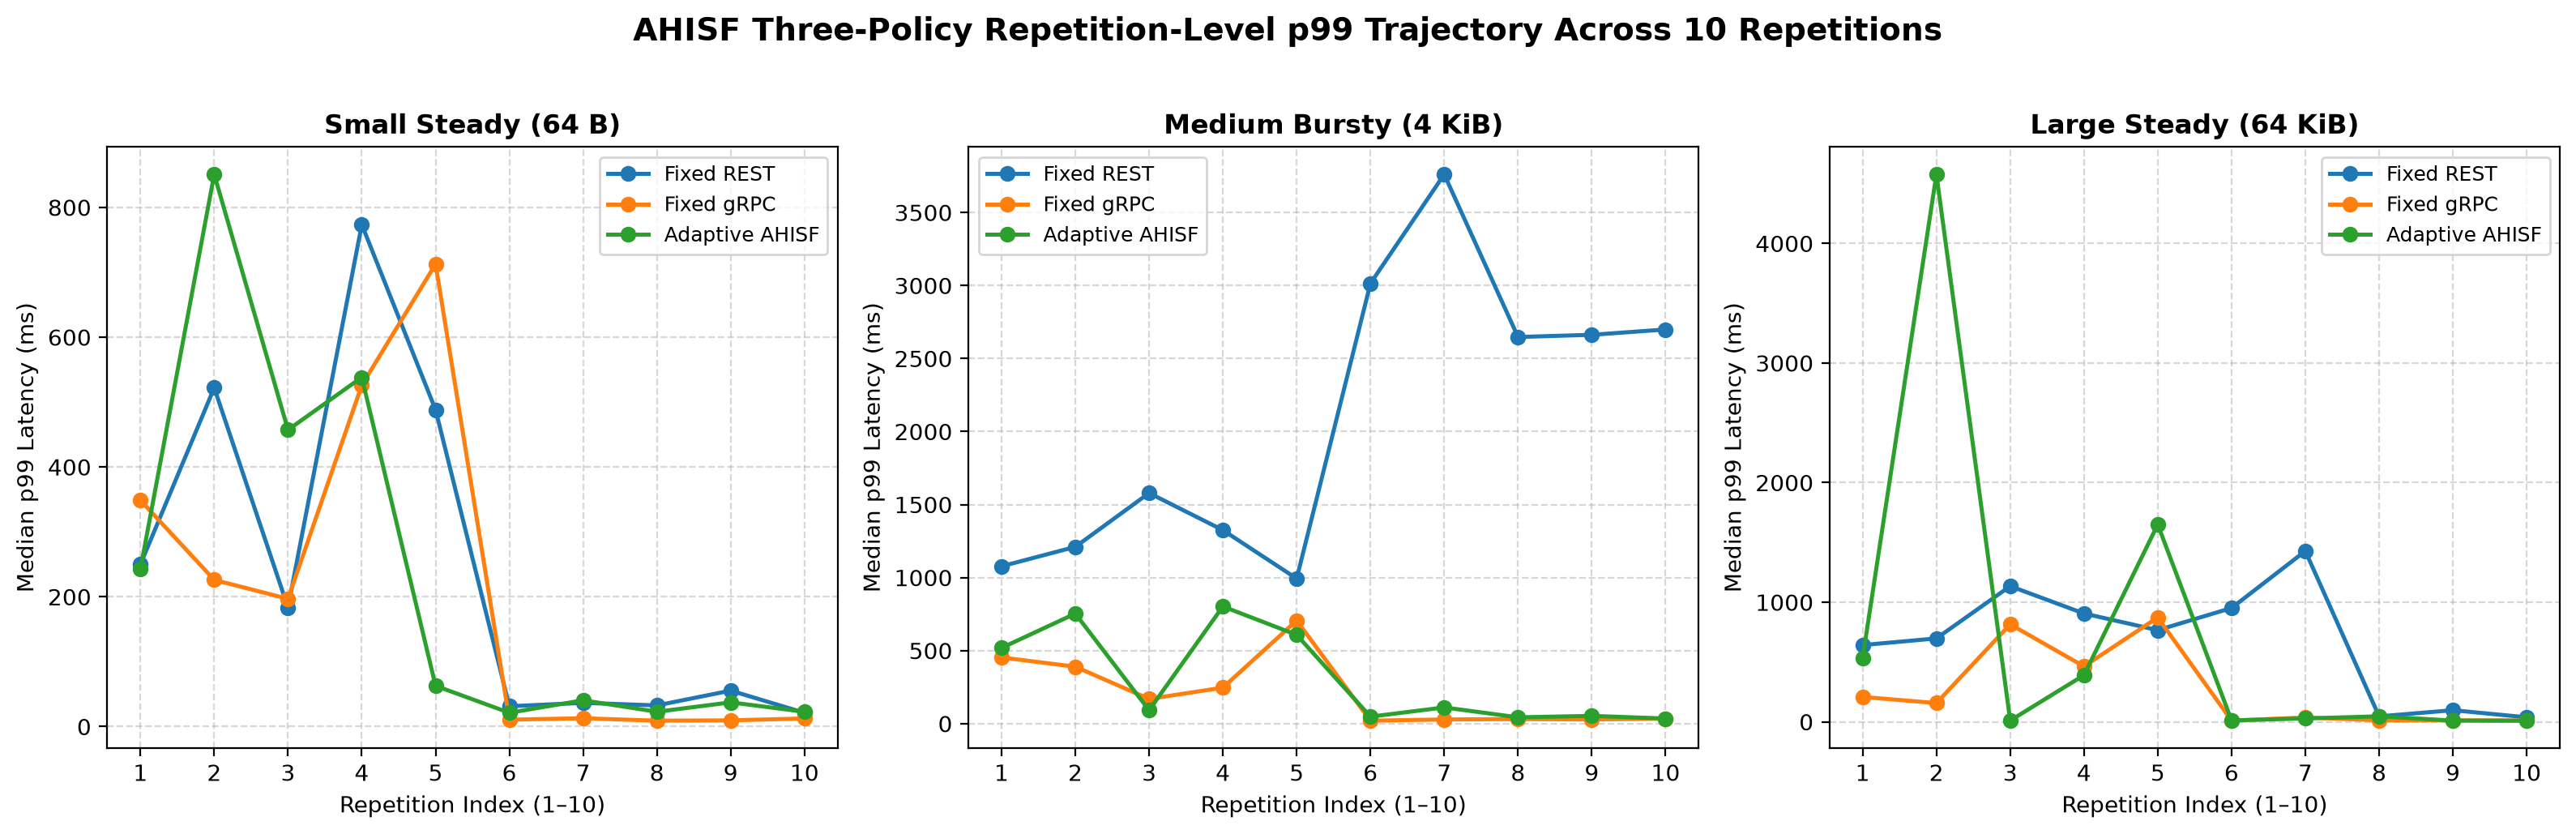 AHISF Three-Policy Repetition-Level p99 Trajectory Across 10 Repetitions
Small Steady (64 B)
Median p99 Latency (ms)
800
600
400
200
0
Fixed REST
Fixed gRPC
Adaptive AHISF
1 2 3 4 5 6 7 8 9 10
Repetition Index (1–10)
Medium Bursty (4 KiB)
Median p99 Latency (ms)
3500
3000
2500
2000
1500
1000
500
0
Fixed REST
Fixed gRPC
Adaptive AHISF
1 2 3 4 5 6 7 8 9 10
Repetition Index (1–10)
Large Steady (64 KiB)
Median p99 Latency (ms)
4000
3000
2000
1000
0
Fixed REST
Fixed gRPC
Adaptive AHISF
1 2 3 4 5 6 7 8 9 10
Repetition Index (1–10)